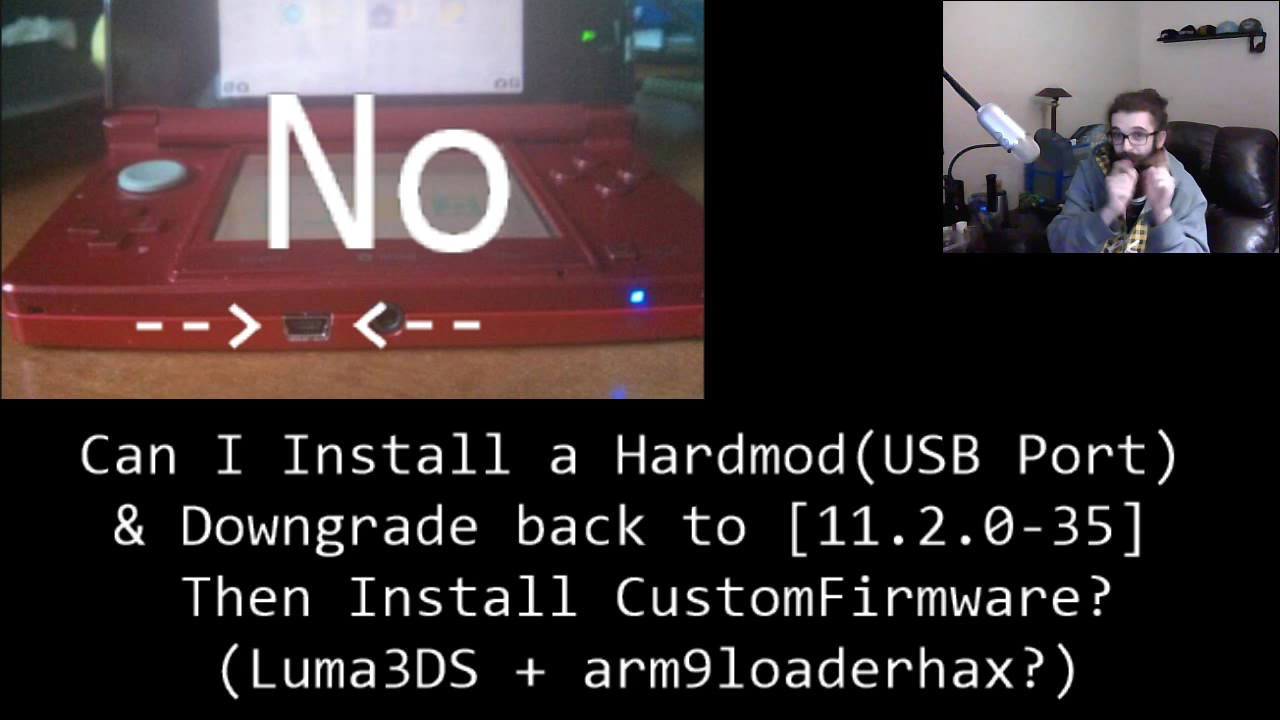 No
--> <--
Can I Install a Hardmod(USB Port)
& Downgrade back to [11.2.0-35]
Then Install CustomFirmware?
(Luma3DS + arm9loaderhax?)